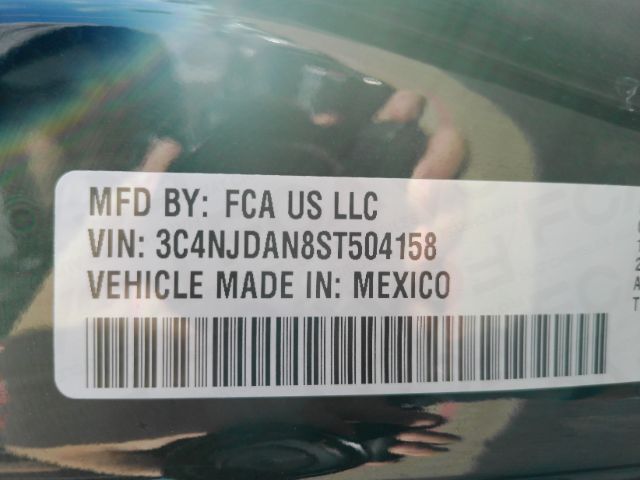 MFD BY: FCA US LLC
VIN: 3C4NJDAN8ST504158
VEHICLE MADE IN: MEXICO